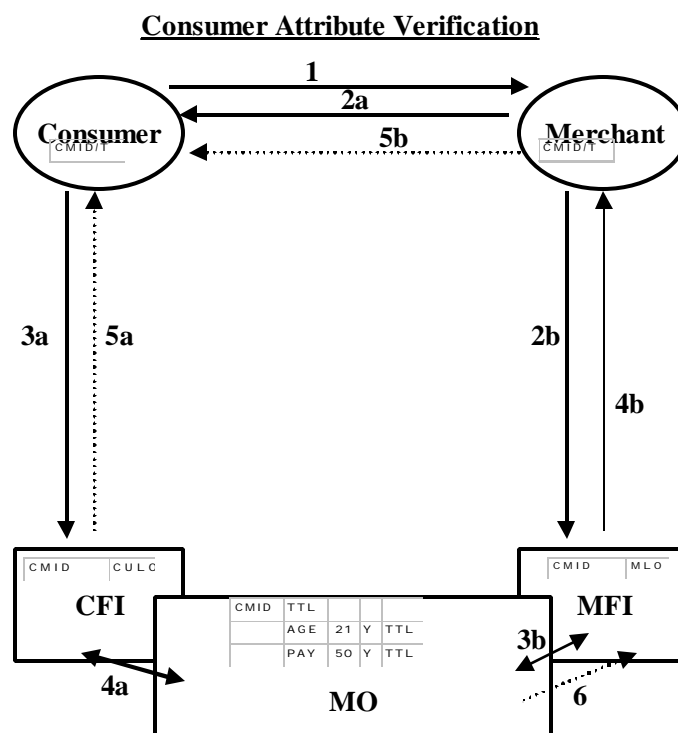 Consumer Attribute Verification
1
2a
Consumer
CMID/T
5b
Merchant
CMID/T
3a
5a
2b
4b
CMID CULC
CFI
CMID TTL
AGE 21 Y TTL
PAY 50 Y TTL
CMID MLO
MFI
3b
4a
MO
6